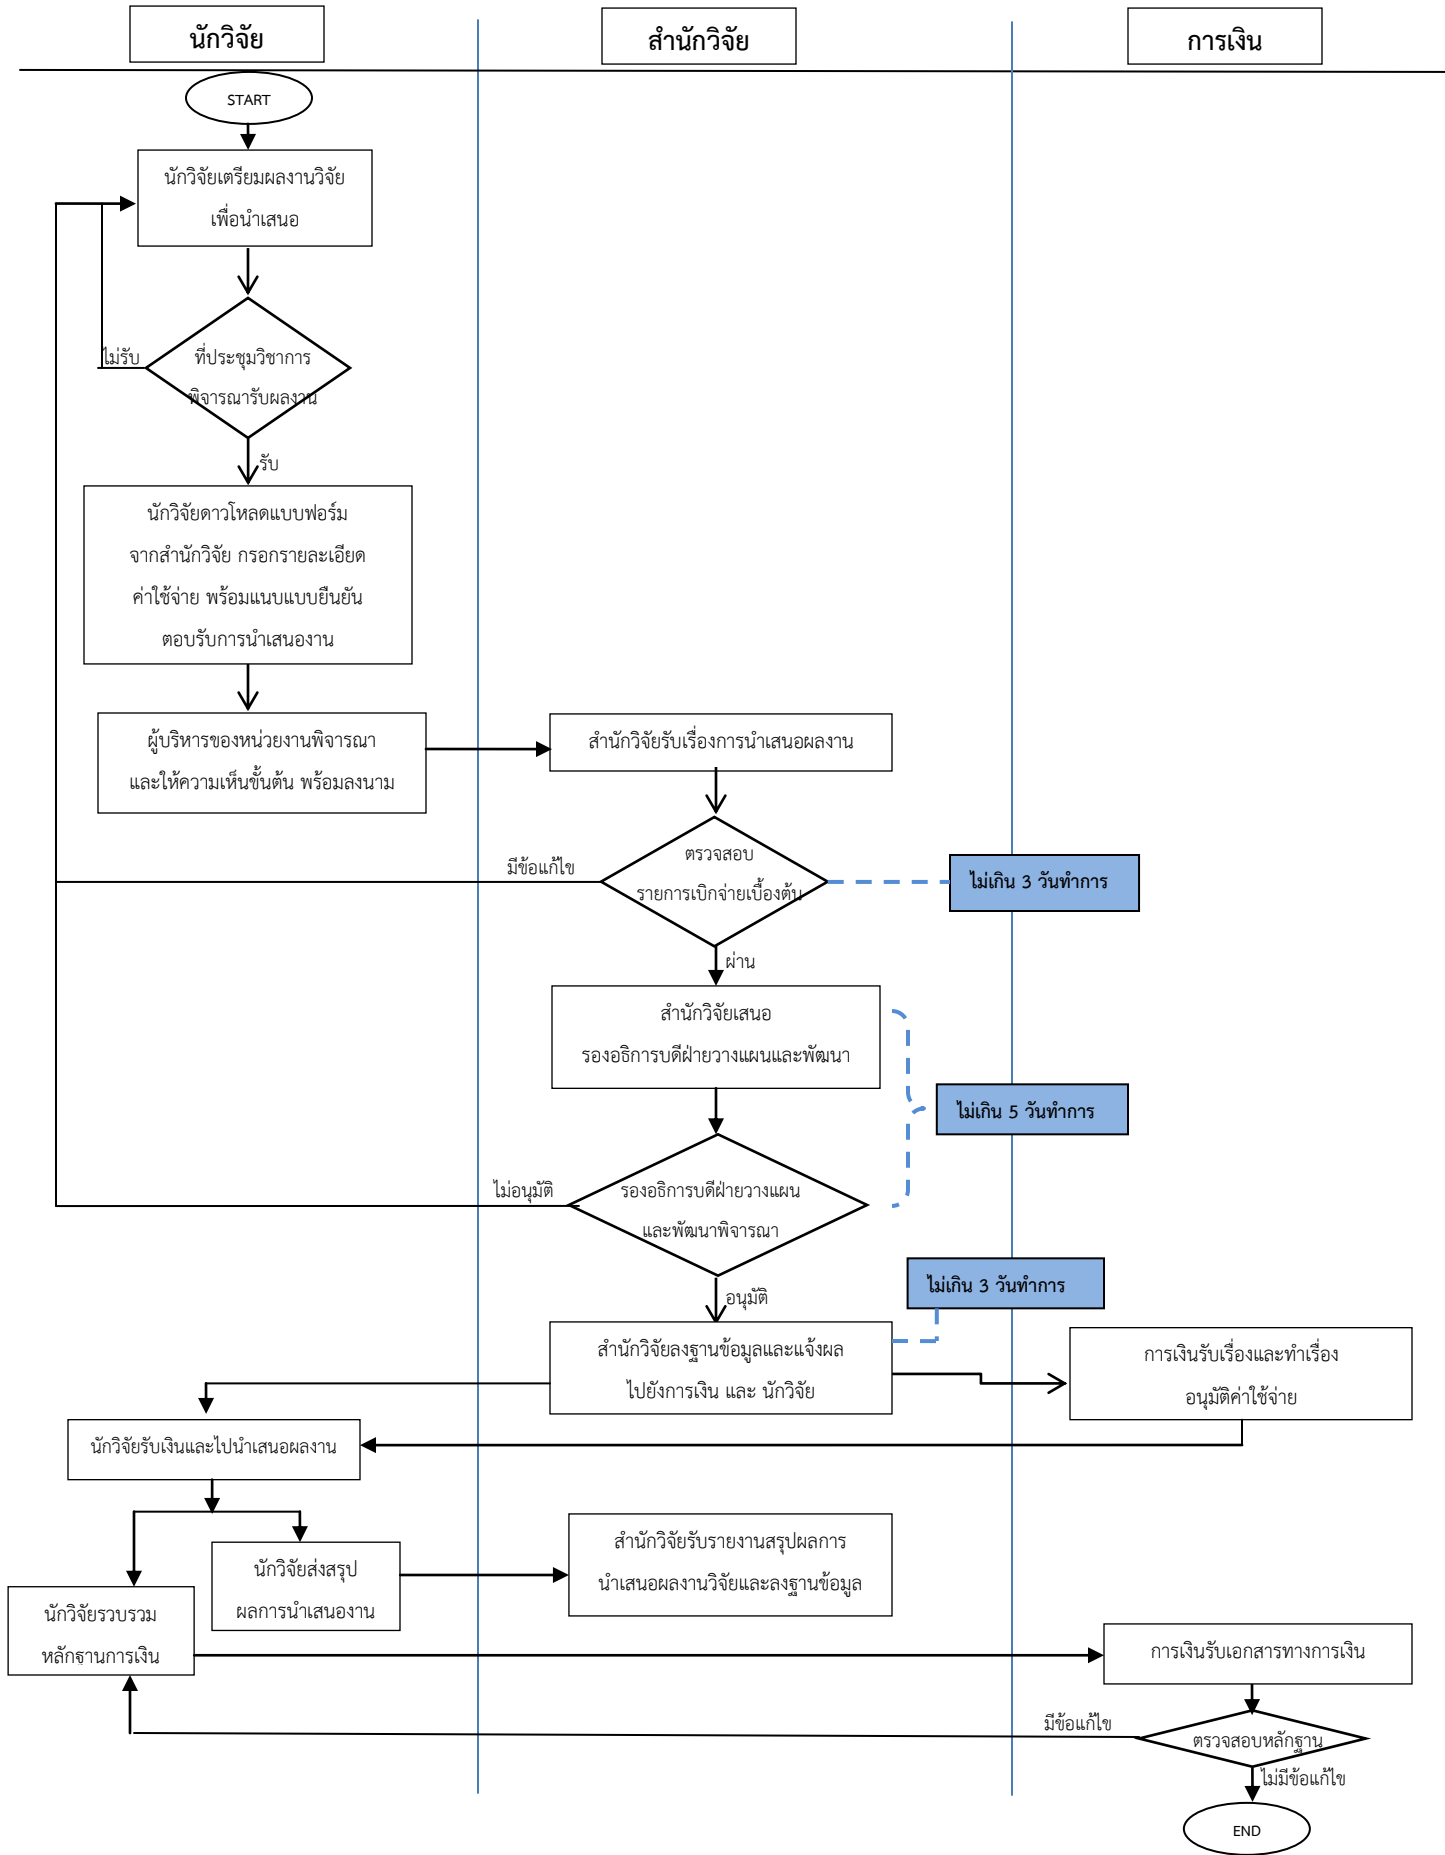 นักวิจัย
สำนักวิจัย
การเงิน
START
นักวิจัยเตรียมผลงานวิจัย
เพื่อนำเสนอ
ไม่รับ
ที่ประชุมวิชาการ
พิจารณารับผลงาน
รับ
นักวิจัยดาวโหลดแบบฟอร์ม
จากสำนักวิจัย กรอกรายละเอียด
ค่าใช้จ่าย พร้อมแนบแบบยืนยัน
ตอบรับการนำเสนองาน
ผู้บริหารของหน่วยงานพิจารณา
และให้ความเห็นขั้นต้น พร้อมลงนาม
สำนักวิจัยรับเรื่องการนำเสนอผลงาน
มีข้อแก้ไข
ตรวจสอบ
รายการเบิกจ่ายเบื้องต้น
ไม่เกิน 3 วันทำการ
ผ่าน
สำนักวิจัยเสนอ
รองอธิการบดีฝ่ายวางแผนและพัฒนา
ไม่เกิน 5 วันทำการ
ไม่อนุมัติ
รองอธิการบดีฝ่ายวางแผน
และพัฒนาพิจารณา
ไม่เกิน 3 วันทำการ
อนุมัติ
สำนักวิจัยลงฐานข้อมูลและแจ้งผล
ไปยังการเงิน และ นักวิจัย
การเงินรับเรื่องและทำเรื่อง
อนุมัติค่าใช้จ่าย
นักวิจัยรับเงินและไปนำเสนอผลงาน
นักวิจัยส่งสรุป
ผลการนำเสนองาน
สำนักวิจัยรับรายงานสรุปผลการ
นำเสนอผลงานวิจัยและลงฐานข้อมูล
นักวิจัยรวบรวม
หลักฐานการเงิน
การเงินรับเอกสารทางการเงิน
มีข้อแก้ไข
ตรวจสอบหลักฐาน
ไม่มีข้อแก้ไข
END